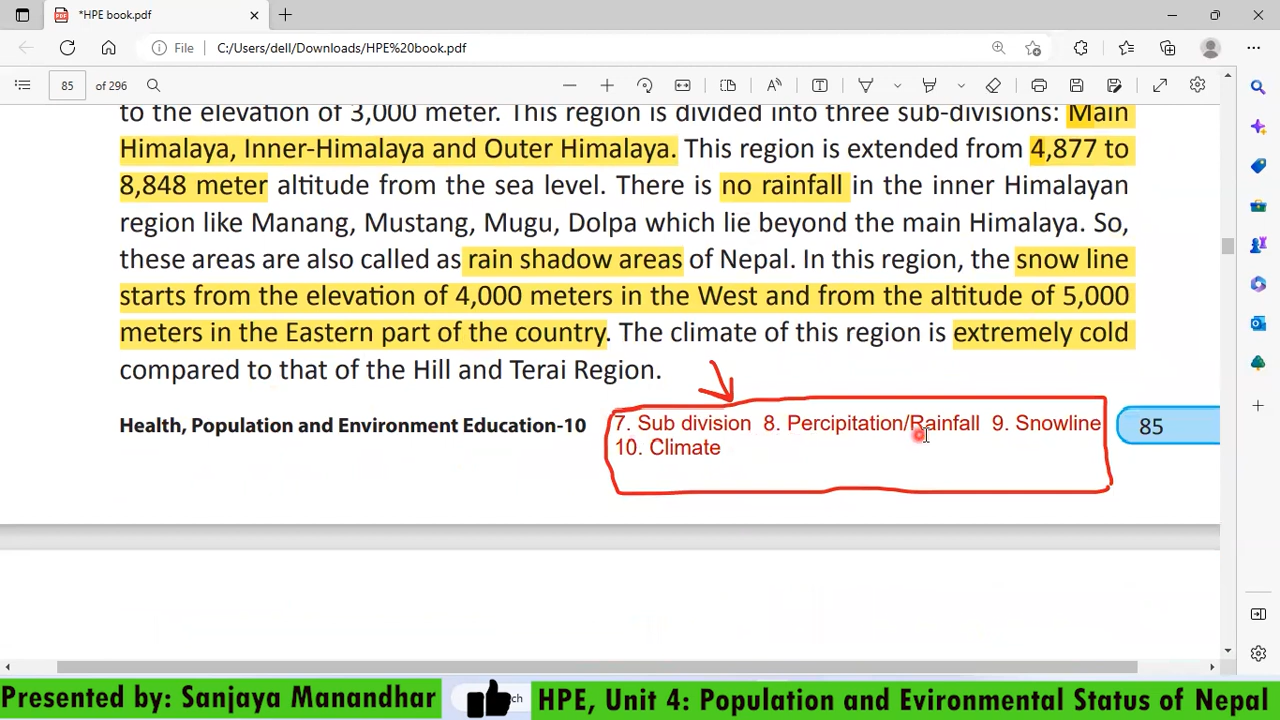 *HPE book.pdf
File C:/Users/dell/Downloads/HPE%20book.pdf
85 of 296
to the elevation of 3,000 meter. This region is divided into three sub-divisions: Main
Himalaya, Inner-Himalaya and Outer Himalaya. This region is extended from 4,877 to
8,848 meter altitude from the sea level. There is no rainfall in the inner Himalayan
region like Manang, Mustang, Mugu, Dolpa which lie beyond the main Himalaya. So,
these areas are also called as rain shadow areas of Nepal. In this region, the snow line
starts from the elevation of 4,000 meters in the West and from the altitude of 5,000
meters in the Eastern part of the country. The climate of this region is extremely cold
compared to that of the Hill and Terai Region.
Health, Population and Environment Education-10
7. Sub division 8. Percipitation/Rainfall 9. Snowline
10. Climate
85
Presented by: Sanjaya Manandhar
HPE, Unit 4: Population and Evironmental Status of Nepal